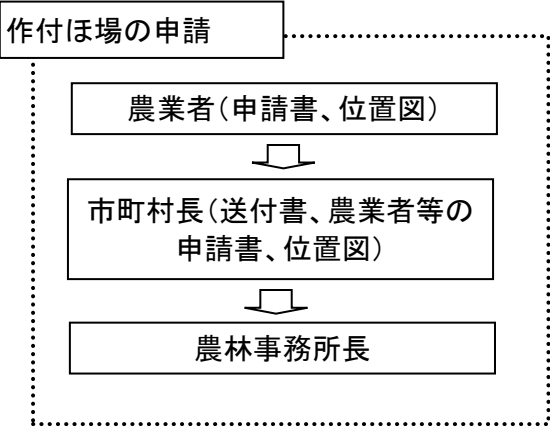 作付ほ場の申請
農業者（申請書、位置図）
市町村長（送付書、農業者等の
申請書、位置図）
農林事務所長